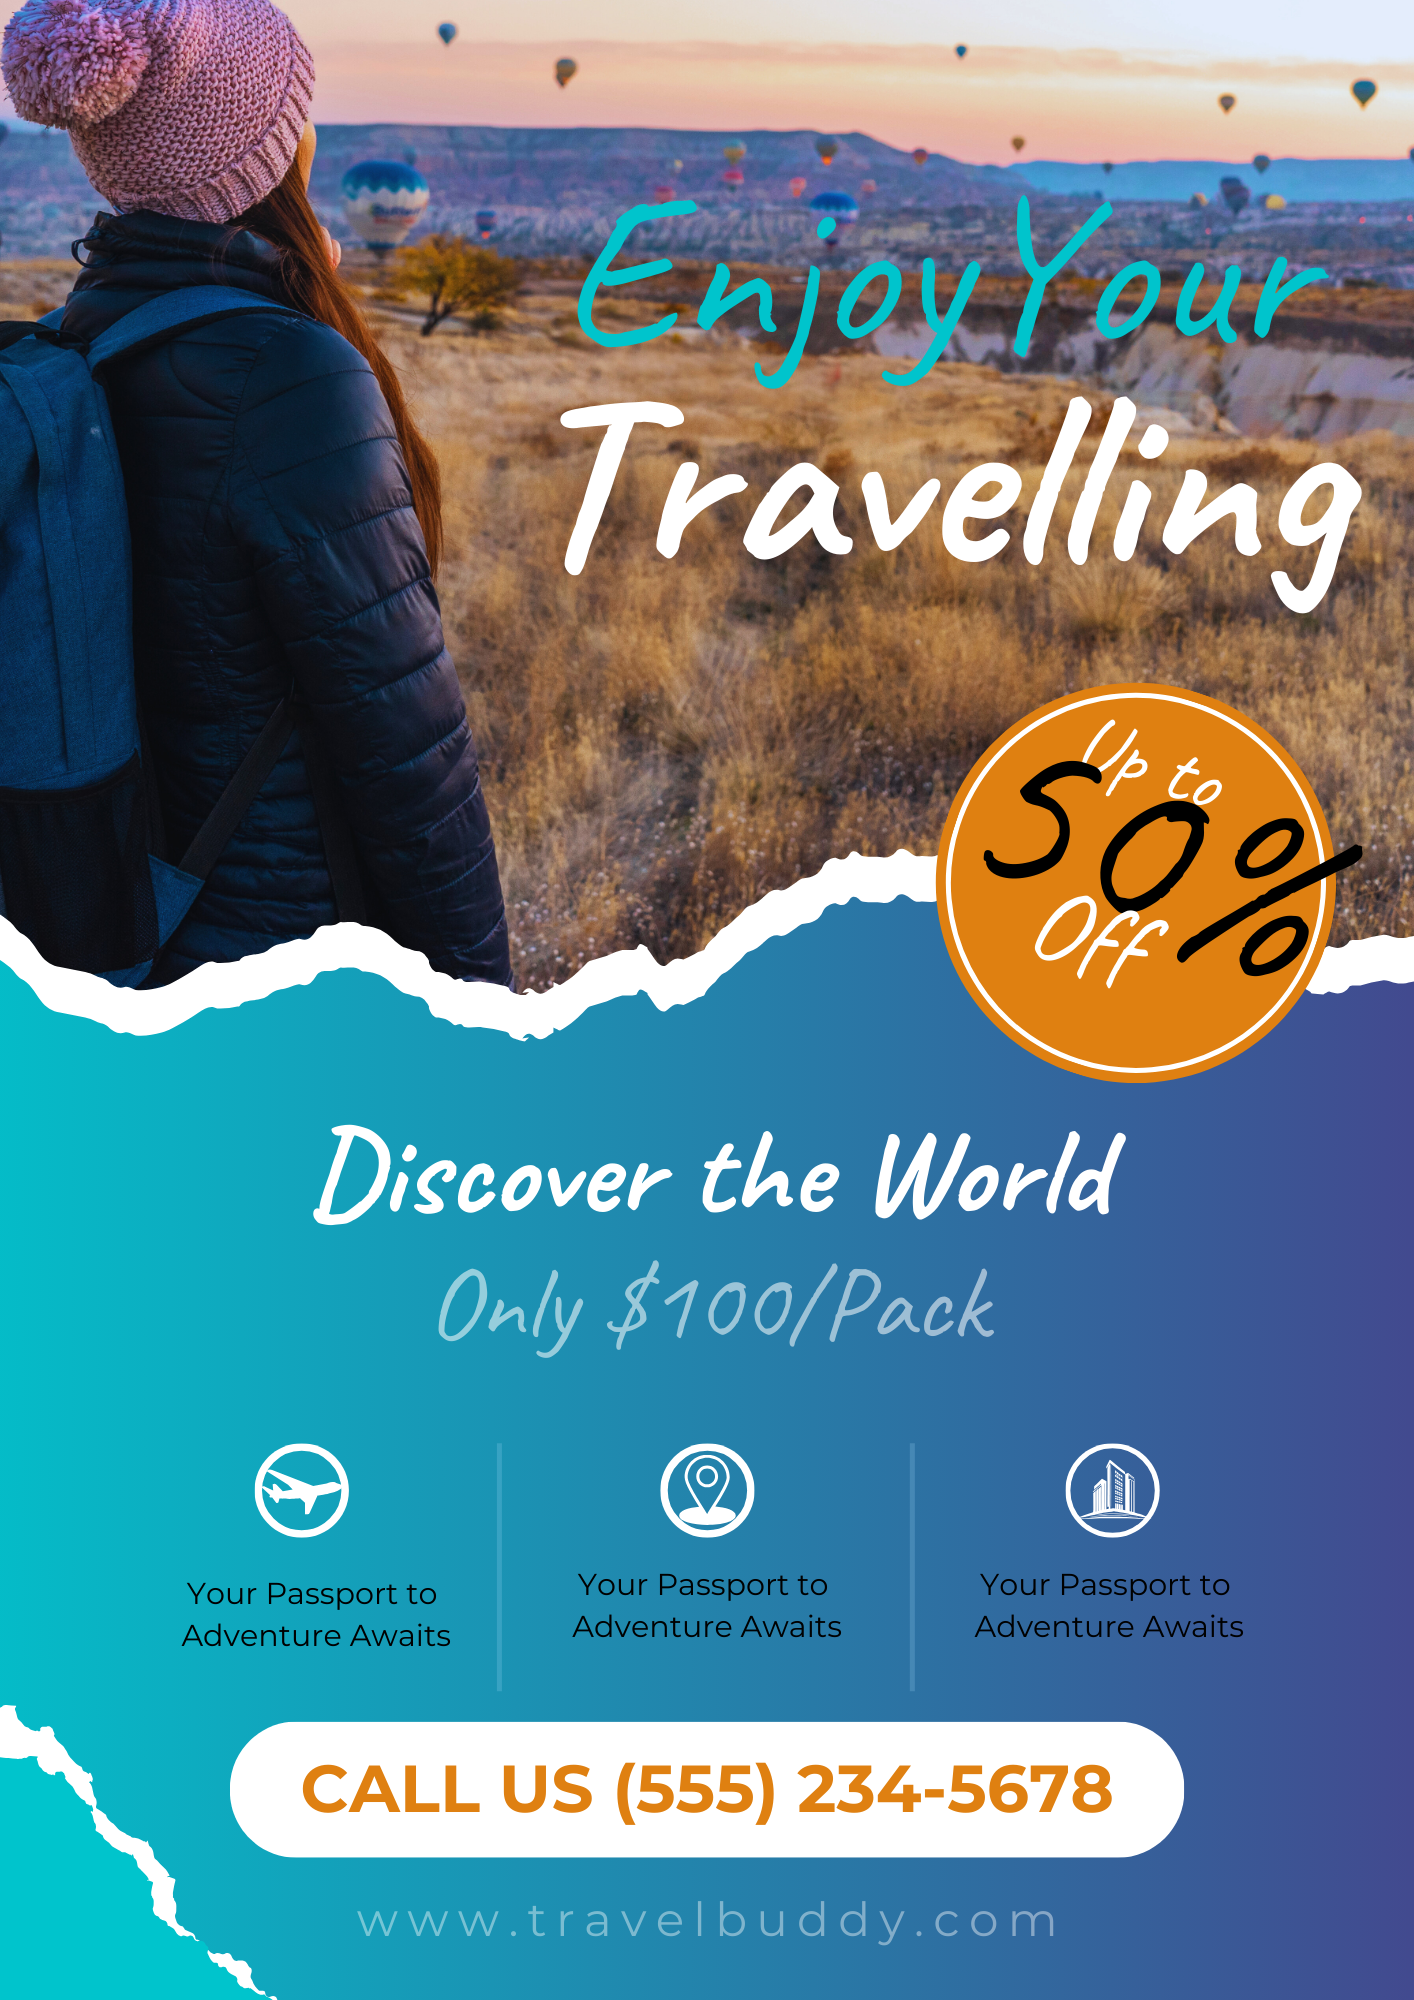 Enjoy Your
Travelling
Up to
50%
Off
Discover the World
Only $100/Pack
Your Passport to
Adventure Awaits
Your Passport to
Adventure Awaits
Your Passport to
Adventure Awaits
CALL US (555) 234-5678
www.travelbuddy.com